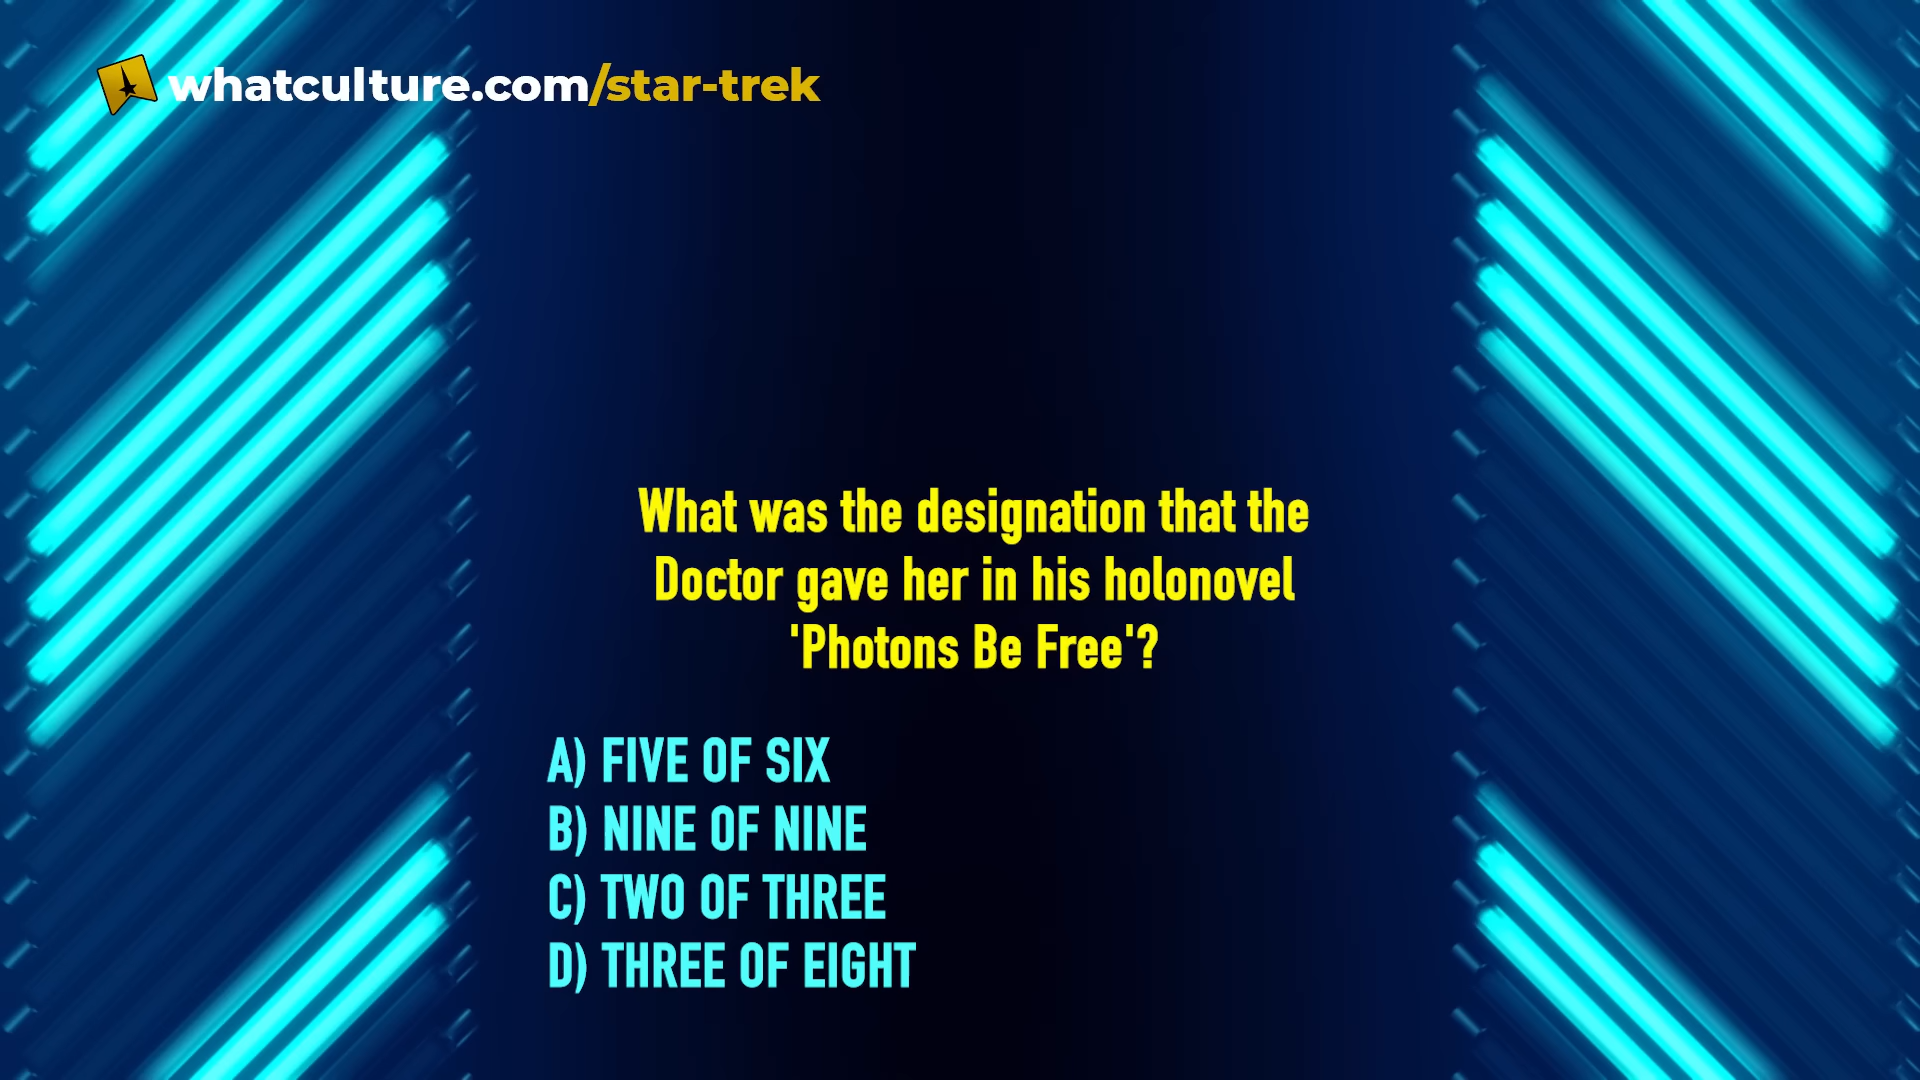 whatculture.com/star-trek
What was the designation that the
Doctor gave her in his holonovel
'Photons Be Free'?
A) FIVE OF SIX
B) NINE OF NINE
C) TWO OF THREE
D) THREE OF EIGHT